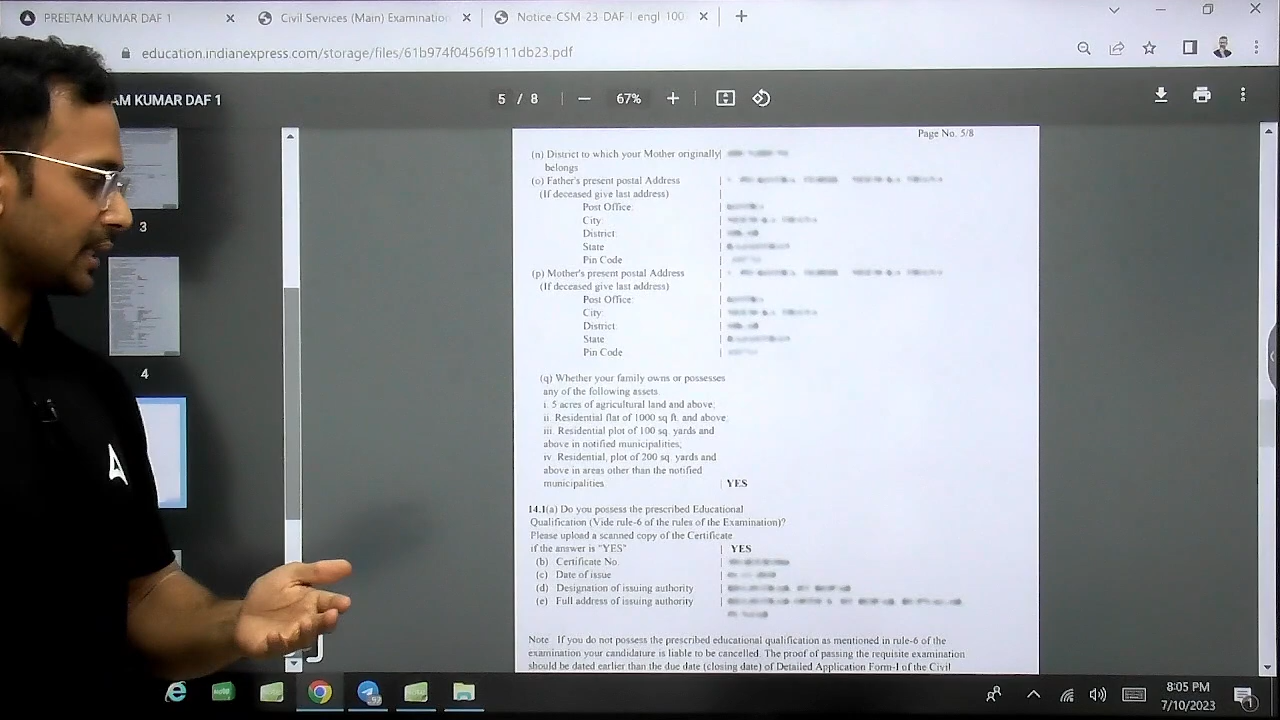 PREETAM KUMAR DAF 1
Civil Services (Main) Examination
Notice-CSM-23-DAF-I-engl-100
education.indianexpress.com/storage/files/61b974f0456f9111db23.pdf
AM KUMAR DAF 1
5 / 8
67%
3
4
Page No. 5/8
(n) District to which your Mother originally
belongs
(o) Father's present postal Address
(If deceased give last address)
Post Office:
City:
District:
State
Pin Code
(p) Mother's present postal Address
(If deceased give last address)
Post Office:
City:
District:
State
Pin Code
(q) Whether your family owns or possesses
any of the following assets
i. 5 acres of agricultural land and above;
ii. Residential flat of 1000 sq ft. and above
iii. Residential plot of 100 sq. yards and
above in notified municipalities;
iv. Residential, plot of 200 sq. yards and
above in areas other than the notified
municipalities. YES
14.1(a) Do you possess the prescribed Educational
Qualification (Vide rule-6 of the rules of the Examination)?
Please upload a scanned copy of the Certificate
if the answer is "YES" YES
(b) Certificate No.
(c) Date of issue
(d) Designation of issuing authority
(e) Full address of issuing authority
Note If you do not possess the prescribed educational qualification as mentioned in rule-6 of the
examination your candidature is liable to be cancelled. The proof of passing the requisite examination
should be dated earlier than the due date (closing date) of Detailed Application Form-I of the Civil
8:05 PM
7/10/2023